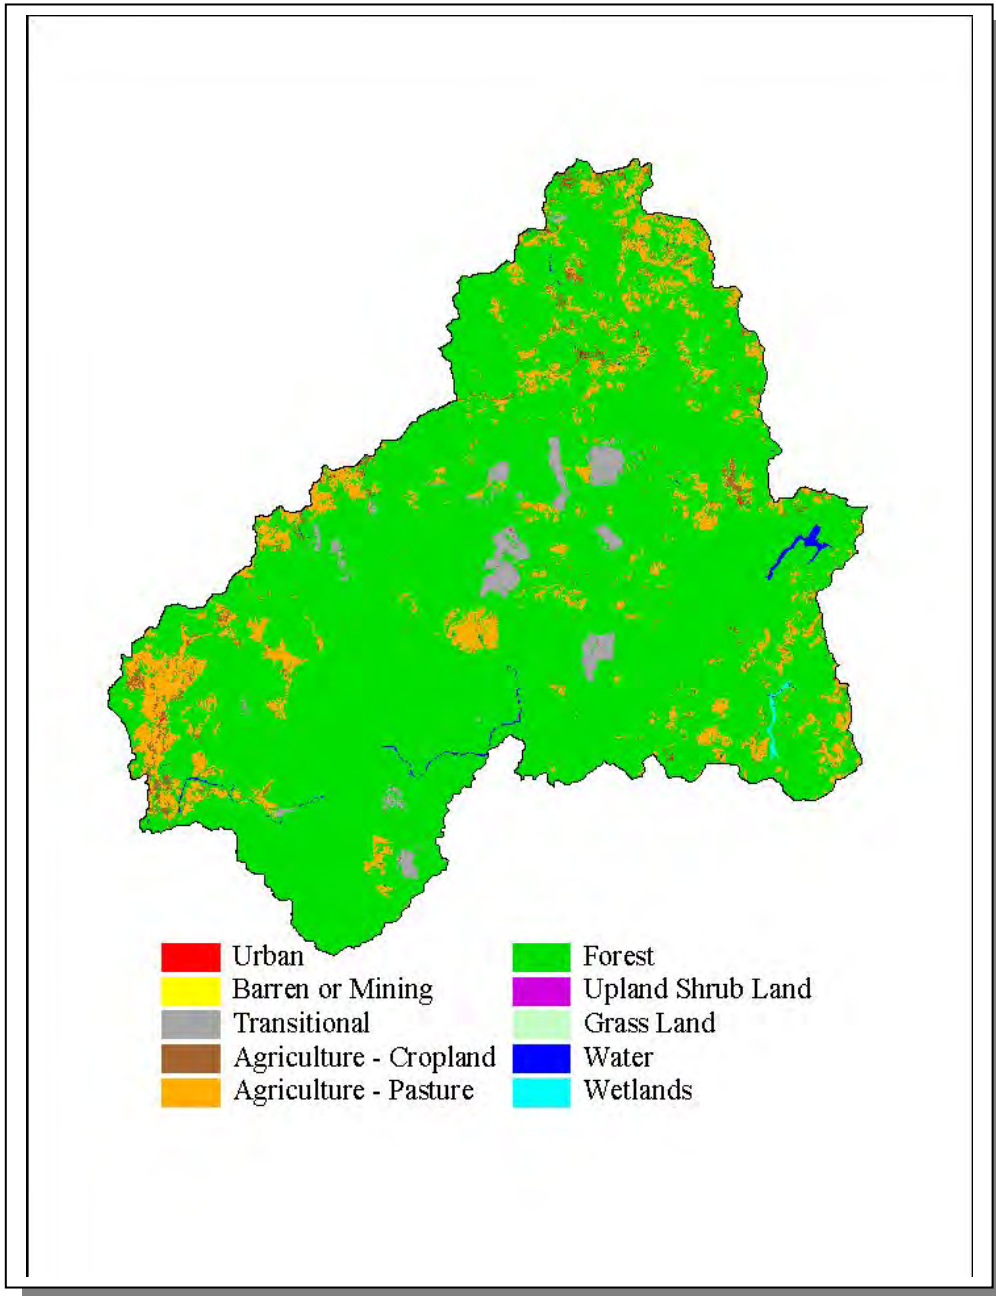 Urban
Barren or Mining
Transitional
Agriculture - Cropland
Agriculture - Pasture
Forest
Upland Shrub Land
Grass Land
Water
Wetlands